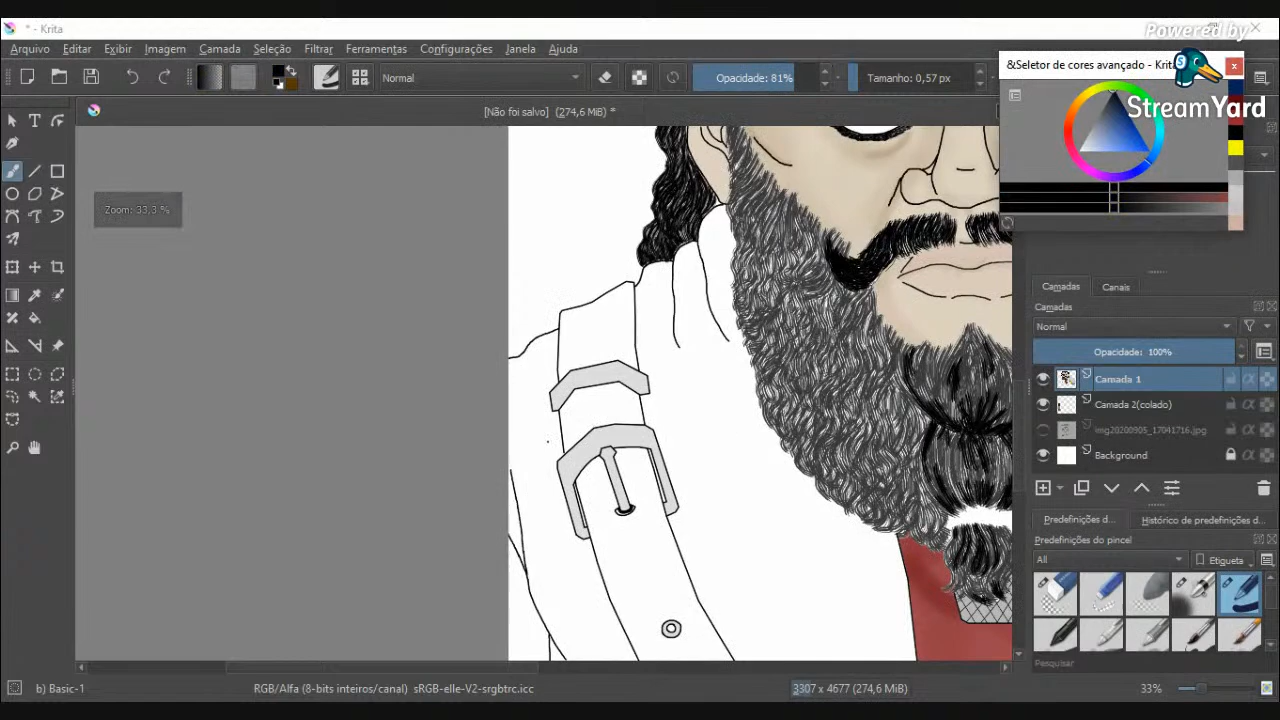 * - Krita
Powered by
StreamYard
Arquivo Editar Exibir Imagem Camada Seleção Filtrar Ferramentas Configurações Janela Ajuda
Normal
Opacidade: 81%
Tamanho: 0,57 px
&Seletor de cores avançado - Krita
[Não foi salvo] (274,6 MiB) *
Zoom: 33,3 %
Camadas Canais
Camadas
Normal
Opacidade: 100%
Camada 1
Camada 2(colado)
img20200905_17041716.jpg
Background
Predefinições d... Histórico de predefinições d...
Predefinições do pincel
All
Etiqueta
Pesquisar
b) Basic-1
RGB/Alfa (8-bits inteiros/canal) sRGB-elle-V2-srgbtrc.icc
3307 x 4677 (274,6 MiB)
33%